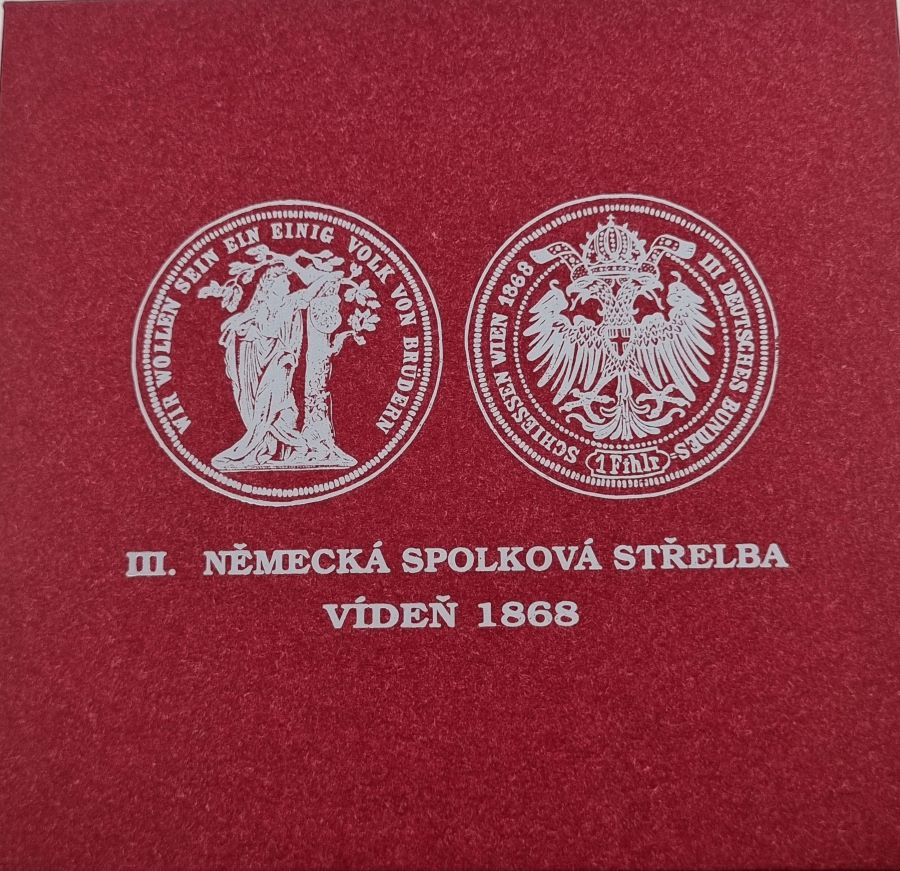 WIR WOLLEN SEIN EIN EINIG VOLK VON BRÜDERN
III DEUTSCHES BUNDES-
SCHIESSEN WIEN 1868
1 Ffhlr
III. NĚMECKÁ SPOLKOVÁ STŘELBA
VÍDEŇ 1868